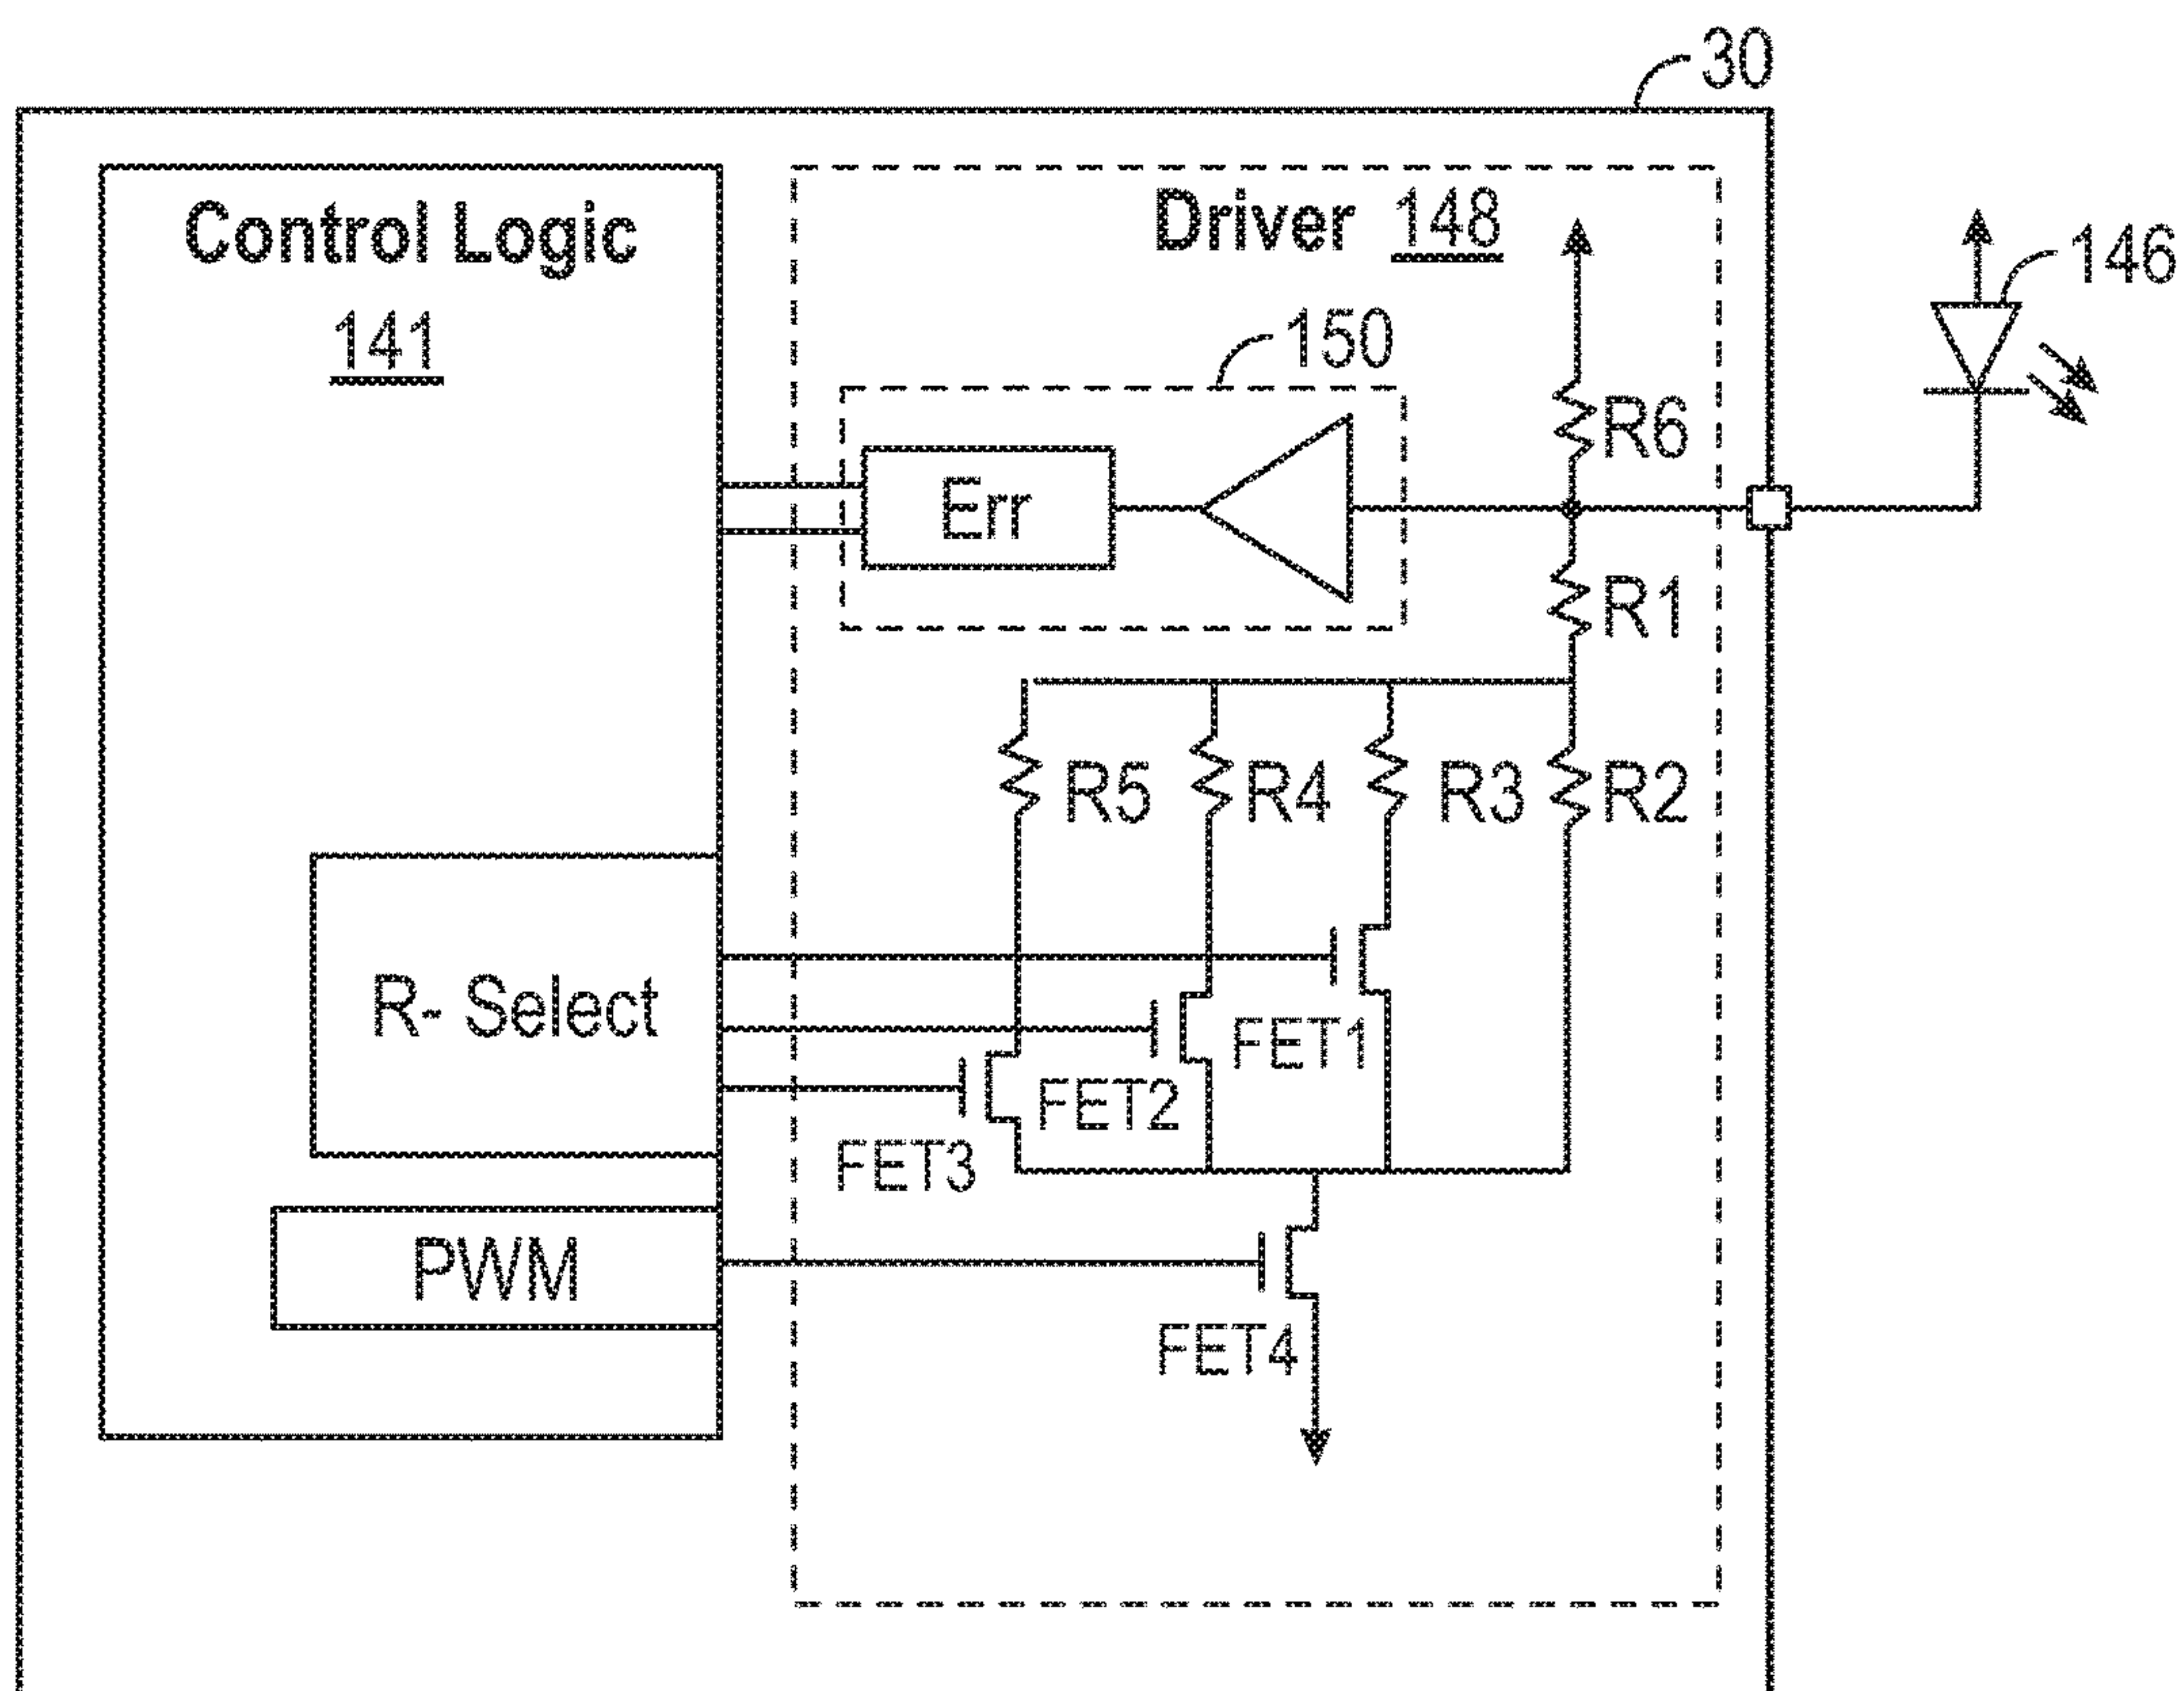 30
Control Logic
141
Driver 148
146
150
R6
Err
R1
R5
R4
R3
R2
R- Select
FET1
FET2
FET3
PWM
FET4